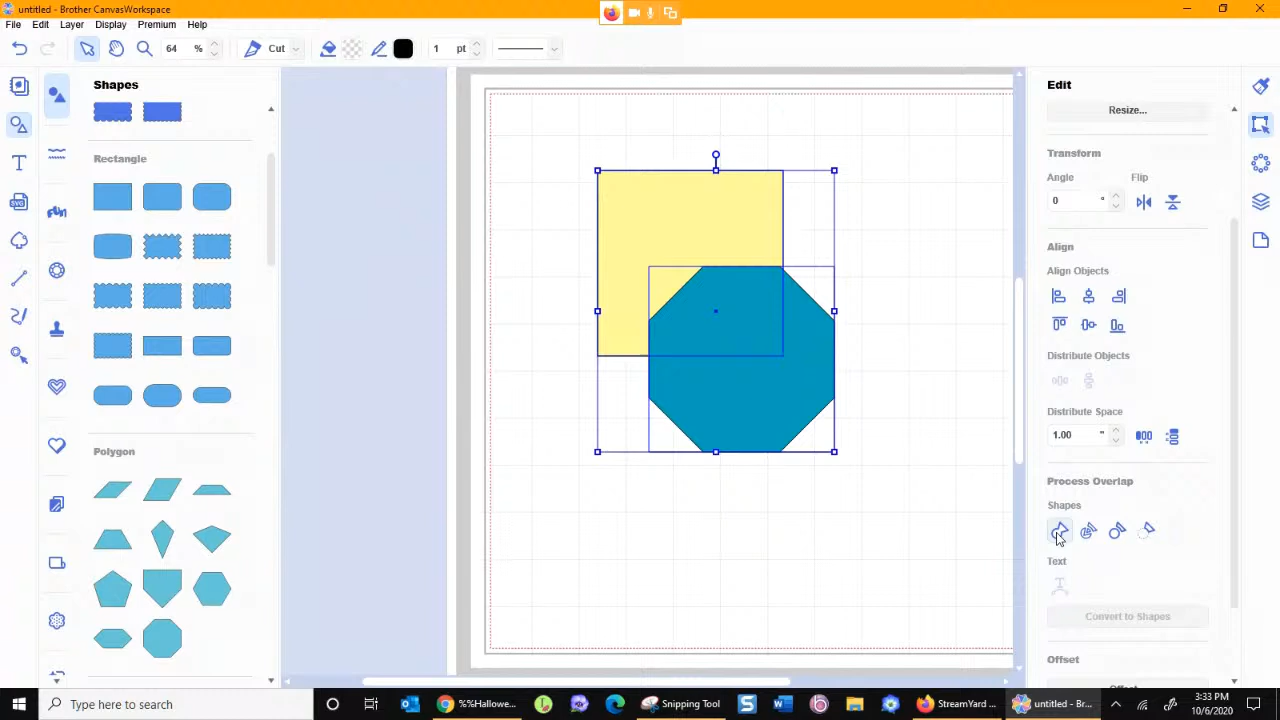 untitled - Brother CanvasWorkspace
File Edit Layer Display Premium Help
64 % Cut 1 pt
Shapes
Rectangle
Polygon
Edit
Resize...
Transform
Angle Flip
0 °
Align
Align Objects
Distribute Objects
Distribute Space
1.00 "
Process Overlap
Shapes
Text
Convert to Shapes
Offset
Type here to search
%%Hallowe...
Snipping Tool
StreamYard ...
untitled - Br...
3:33 PM
10/6/2020